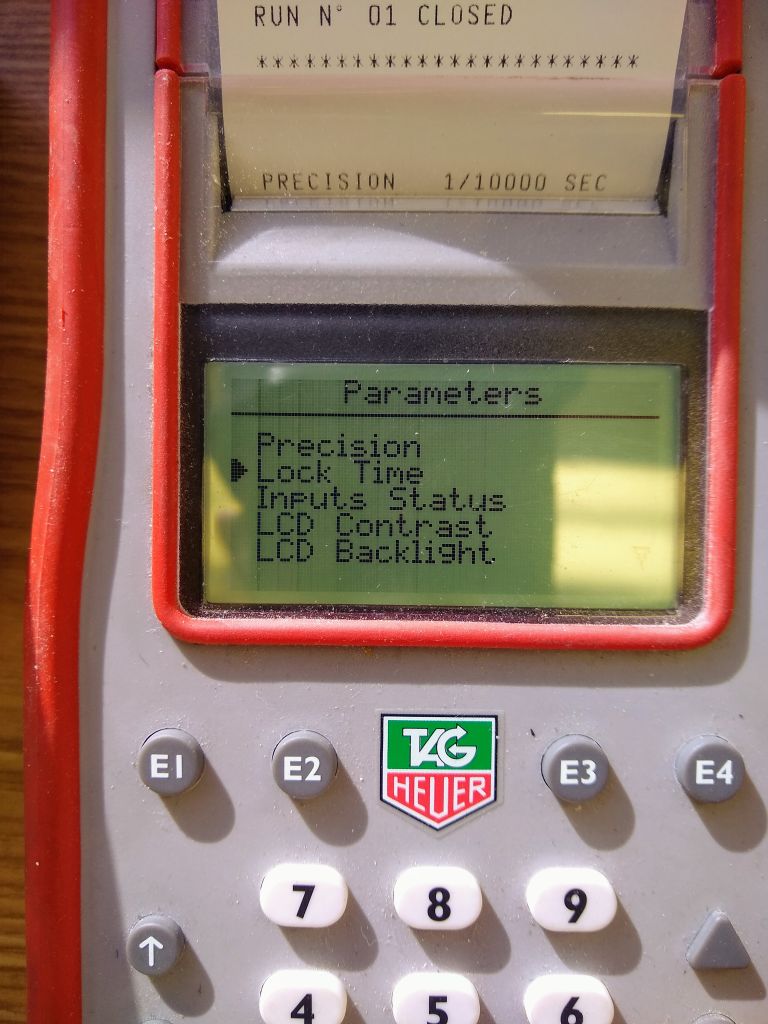 RUN N° 01 CLOSED
*****************************
PRECISION 1/10000 SEC
Parameters
Precision
Lock Time
Inputs Status
LCD Contrast
LCD Backlight
E1 E2 TAG HEUER E3 E4
7 8 9
↑
4 5 6